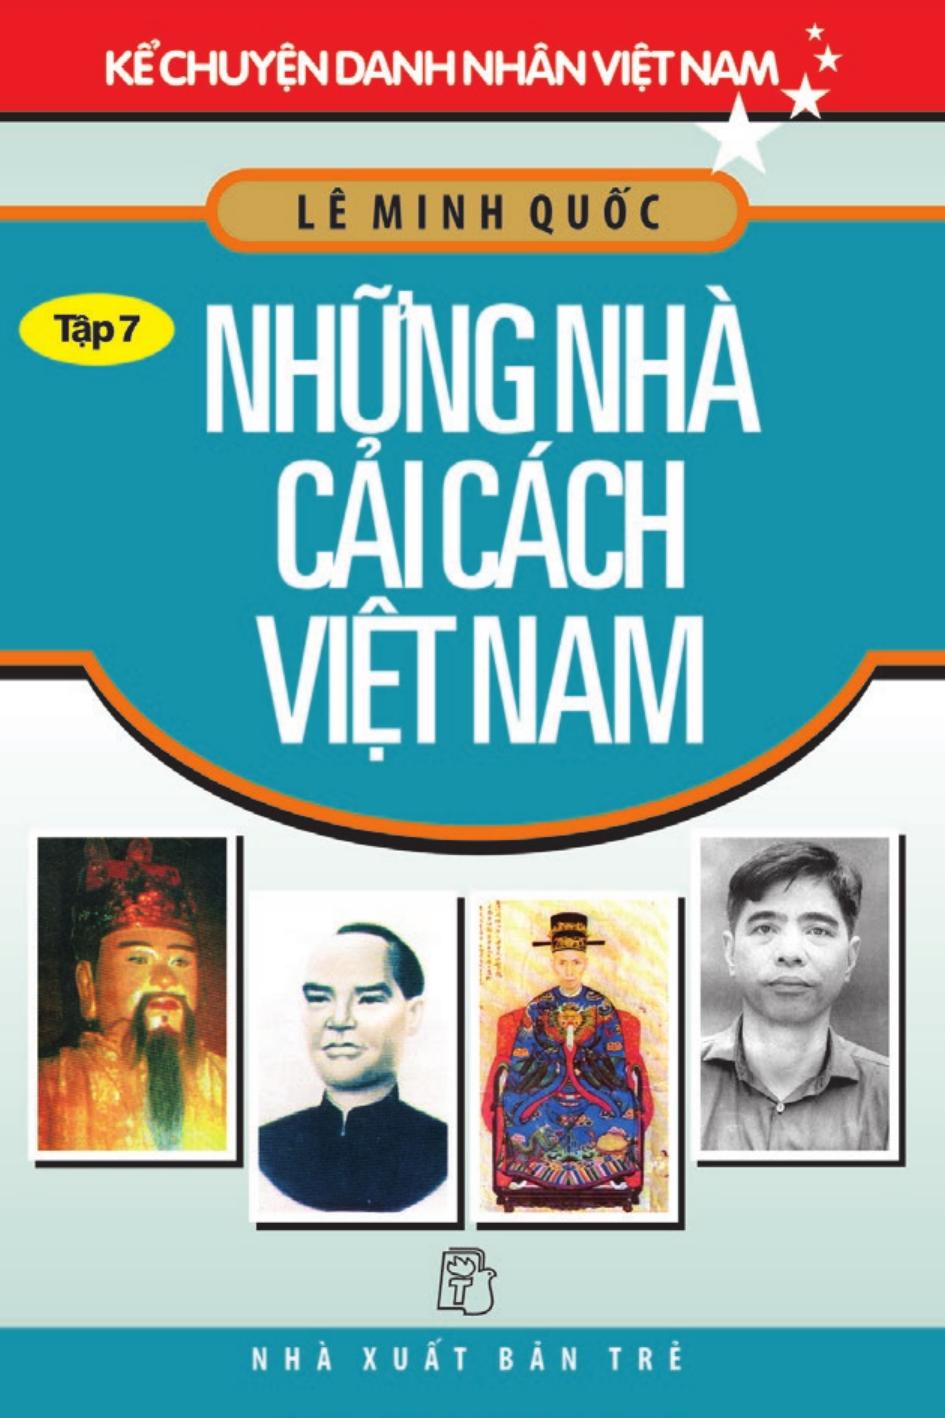 KỂ CHUYỆN DANH NHÂN VIỆT NAM
LÊ MINH QUỐC
Tập 7
NHỮNG NHÀ
CẢI CÁCH
VIỆT NAM
T
NHÀ XUẤT BẢN TRẺ